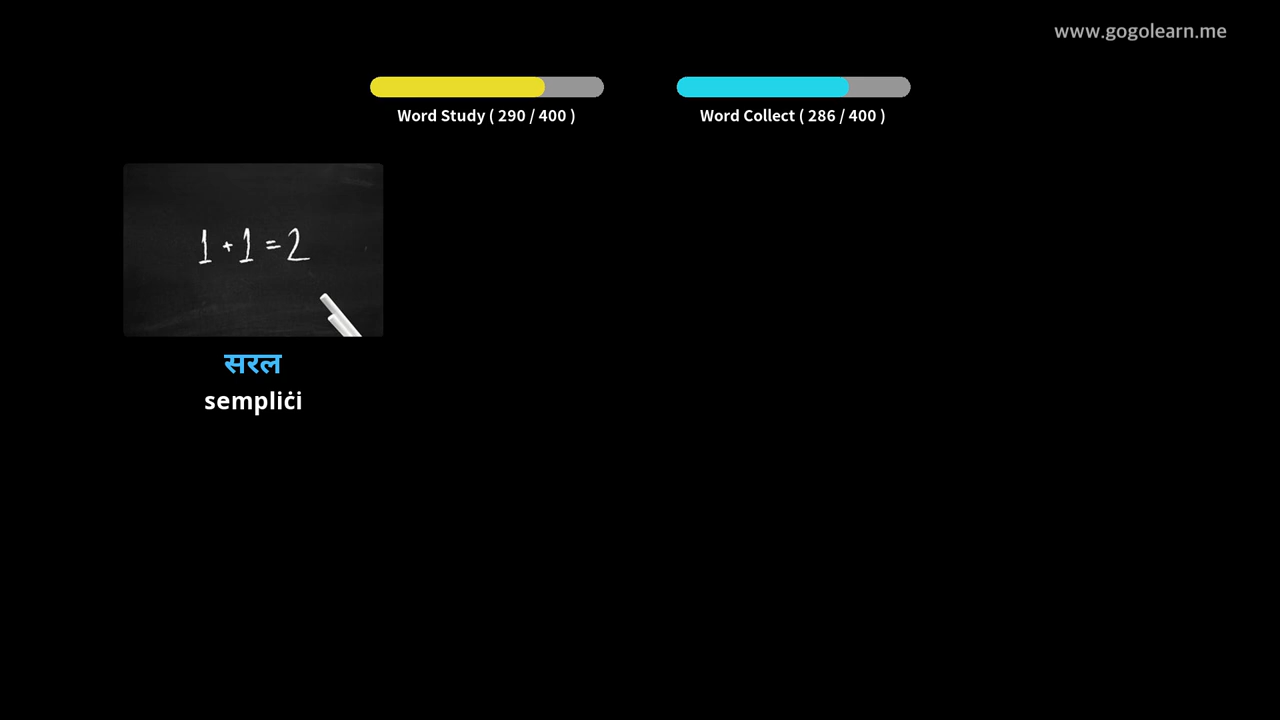 www.gogolearn.me
Word Study ( 290 / 400 )
Word Collect ( 286 / 400 )
1 + 1 = 2
सरल
sempliċi